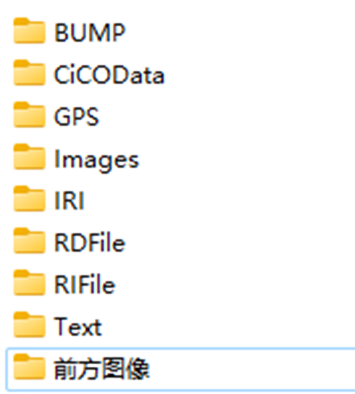 BUMP
CiCOData
GPS
Images
IRI
RDFile
RIFile
Text
前方图像